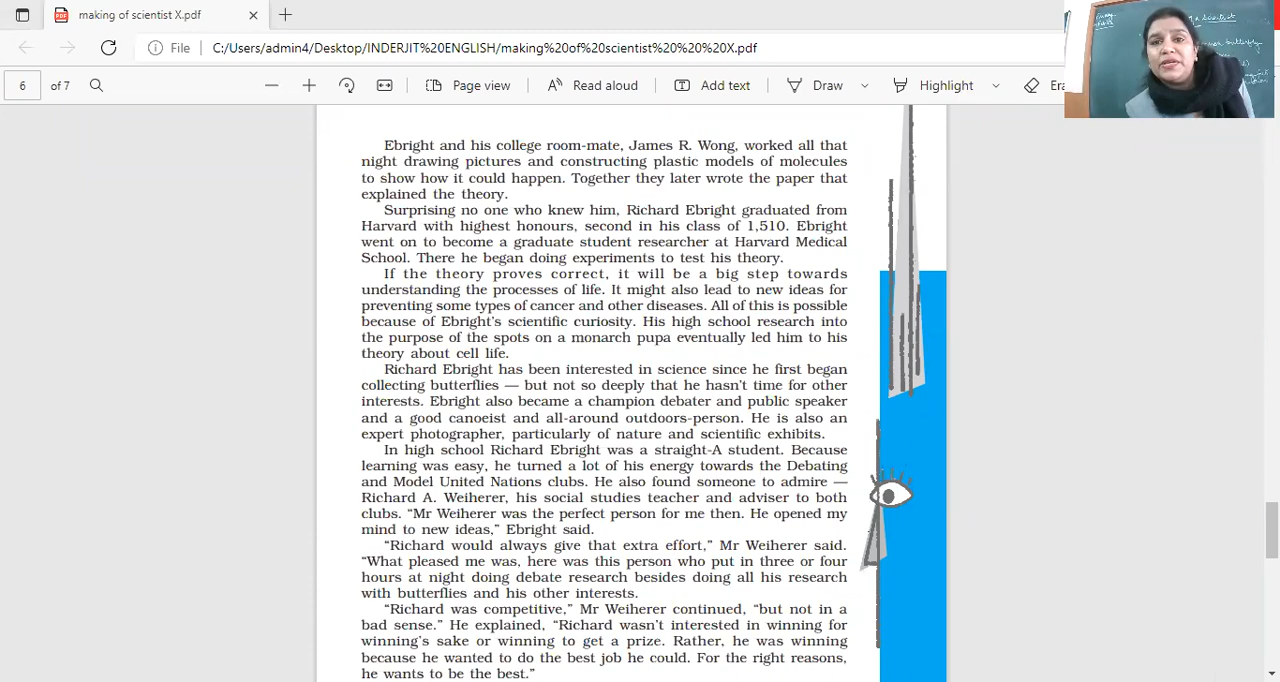 making of scientist X.pdf
File
C:/Users/admin4/Desktop/INDERJIT%20ENGLISH/making%20of%20scientist%20%20%20X.pdf
6 of 7
Page view
Read aloud
Add text
Draw
Highlight
Ebright and his college room-mate, James R. Wong, worked all that
night drawing pictures and constructing plastic models of molecules
to show how it could happen. Together they later wrote the paper that
explained the theory.
Surprising no one who knew him, Richard Ebright graduated from
Harvard with highest honours, second in his class of 1,510. Ebright
went on to become a graduate student researcher at Harvard Medical
School. There he began doing experiments to test his theory.
If the theory proves correct, it will be a big step towards
understanding the processes of life. It might also lead to new ideas for
preventing some types of cancer and other diseases. All of this is possible
because of Ebright's scientific curiosity. His high school research into
the purpose of the spots on a monarch pupa eventually led him to his
theory about cell life.
Richard Ebright has been interested in science since he first began
collecting butterflies — but not so deeply that he hasn't time for other
interests. Ebright also became a champion debater and public speaker
and a good canoeist and all-around outdoors-person. He is also an
expert photographer, particularly of nature and scientific exhibits.
In high school Richard Ebright was a straight-A student. Because
learning was easy, he turned a lot of his energy towards the Debating
and Model United Nations clubs. He also found someone to admire —
Richard A. Weiherer, his social studies teacher and adviser to both
clubs. “Mr Weiherer was the perfect person for me then. He opened my
mind to new ideas,” Ebright said.
“Richard would always give that extra effort,” Mr Weiherer said.
“What pleased me was, here was this person who put in three or four
hours at night doing debate research besides doing all his research
with butterflies and his other interests.
“Richard was competitive,” Mr Weiherer continued, “but not in a
bad sense.” He explained, “Richard wasn't interested in winning for
winning's sake or winning to get a prize. Rather, he was winning
because he wanted to do the best job he could. For the right reasons,
he wants to be the best.”